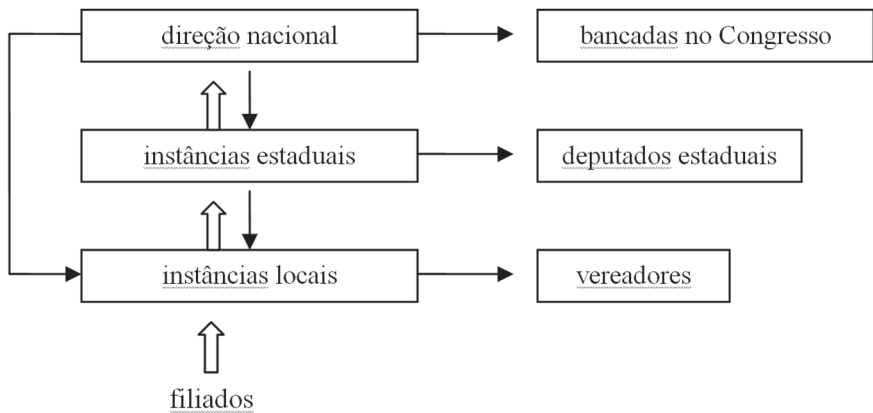 direção nacional
bancadas no Congresso
instâncias estaduais
deputados estaduais
instâncias locais
vereadores
filiados